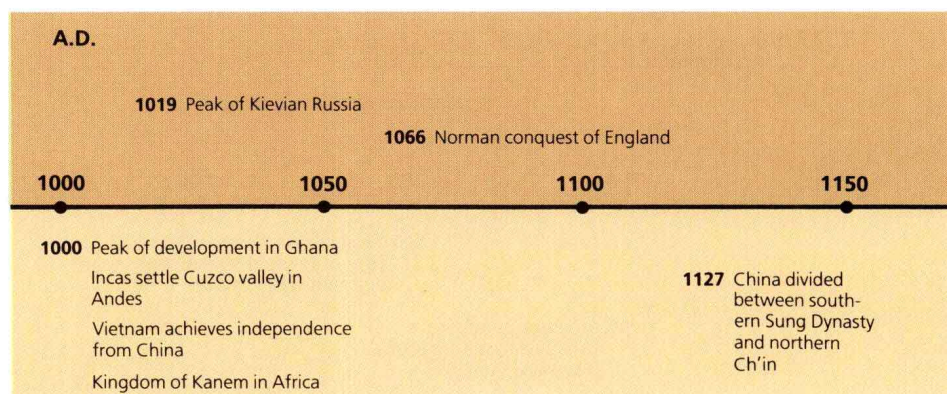 A.D.
1019 Peak of Kievian Russia
1066 Norman conquest of England
1000 1050 1100 1150
1000 Peak of development in Ghana
Incas settle Cuzco valley in
Andes
Vietnam achieves independence
from China
Kingdom of Kanem in Africa
1127 China divided
between south-
ern Sung Dynasty
and northern
Ch'in